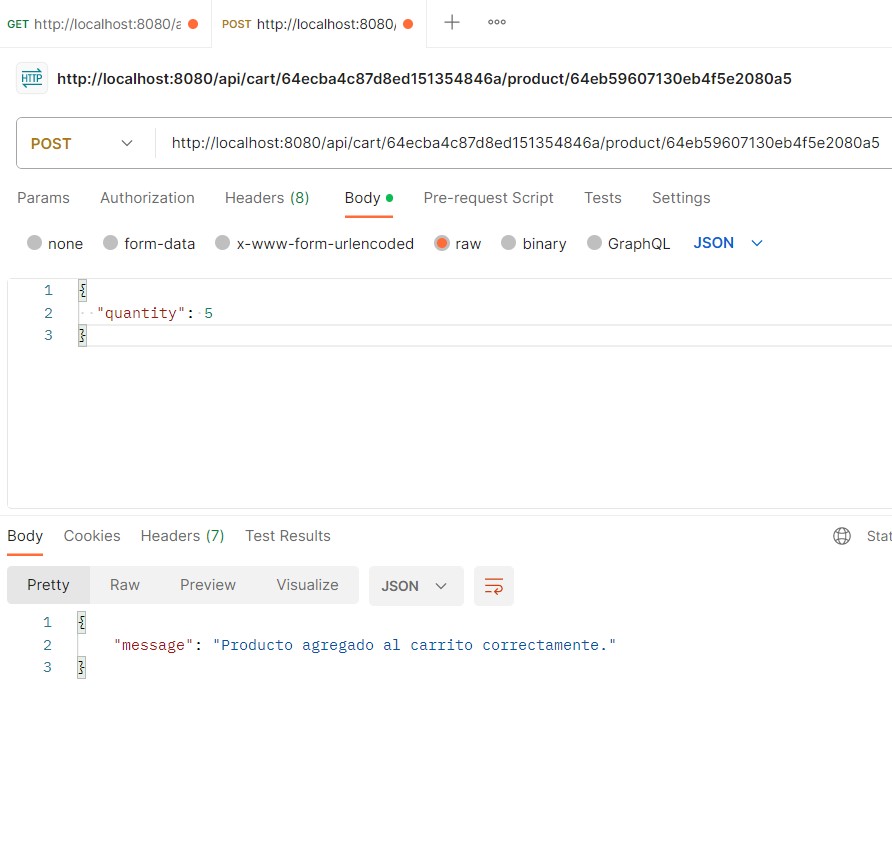 GET http://localhost:8080/a POST http://localhost:8080/
HTTP http://localhost:8080/api/cart/64ecba4c87d8ed151354846a/product/64eb59607130eb4f5e2080a5
POST http://localhost:8080/api/cart/64ecba4c87d8ed151354846a/product/64eb59607130eb4f5e2080a5
Params Authorization Headers (8) Body Pre-request Script Tests Settings
none form-data x-www-form-urlencoded raw binary GraphQL JSON
1 {
2 "quantity": 5
3 }
Body Cookies Headers (7) Test Results Stat
Pretty Raw Preview Visualize JSON
1 {
2 "message": "Producto agregado al carrito correctamente."
3 }